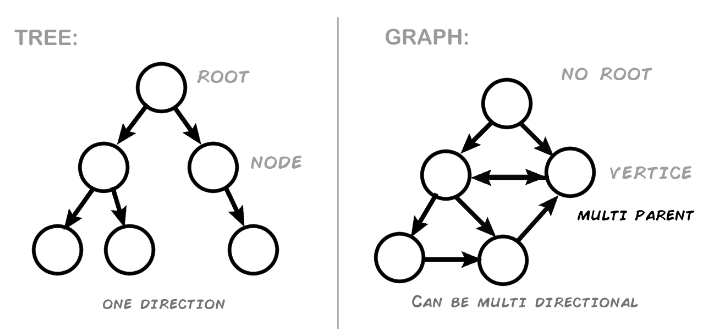 TREE:
ROOT
NODE
ONE DIRECTION
GRAPH:
NO ROOT
VERTICE
MULTI PARENT
CAN BE MULTI DIRECTIONAL